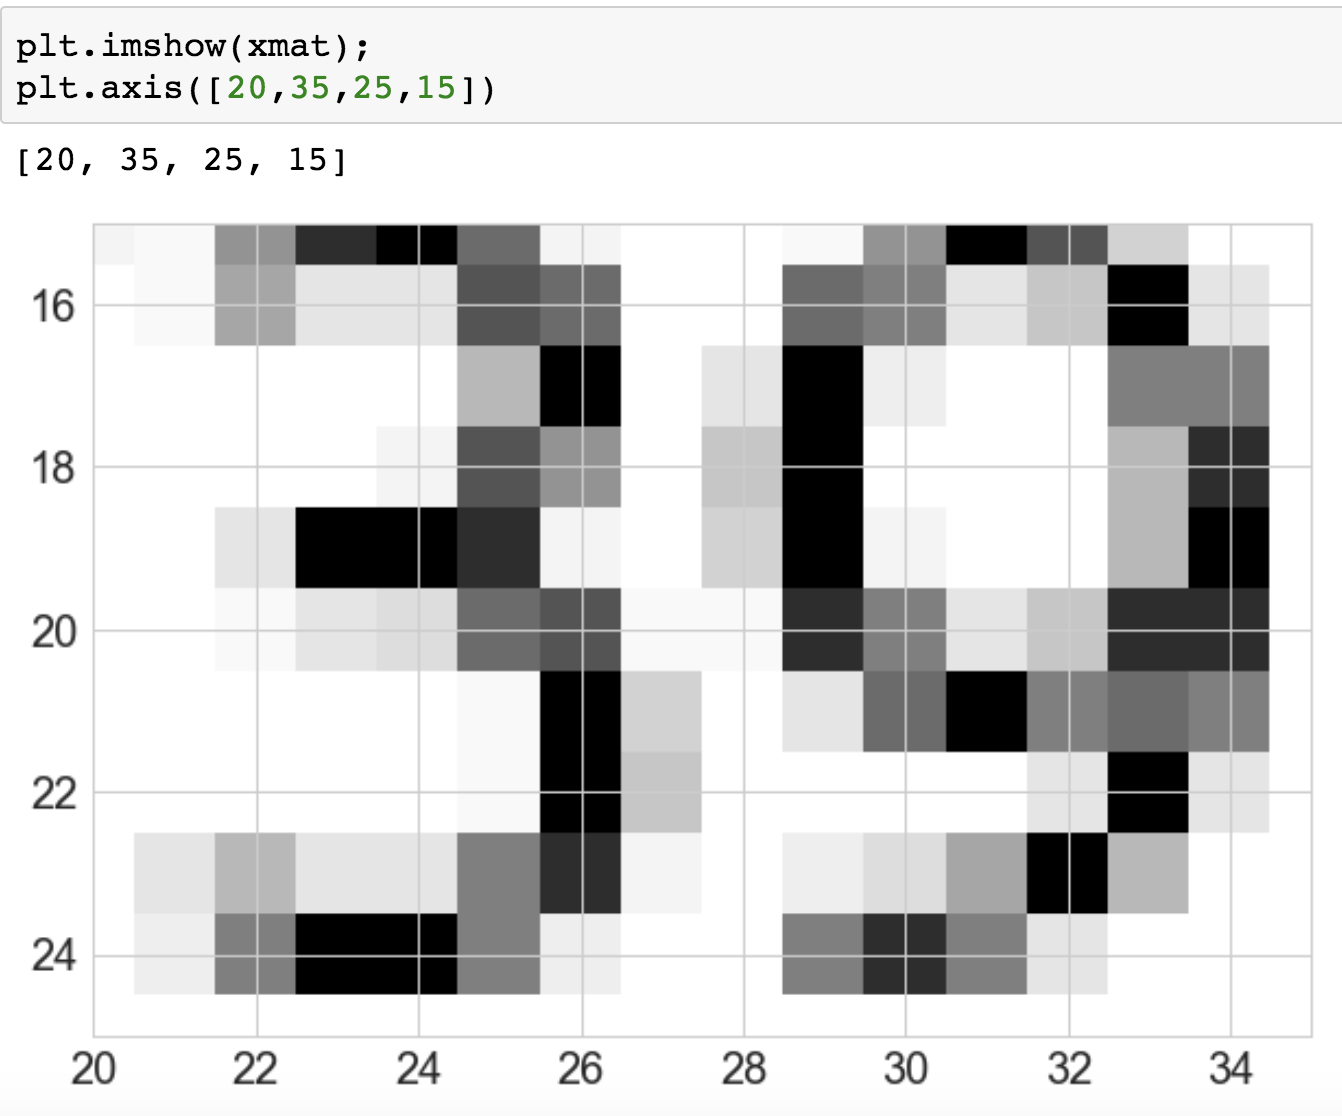 plt.imshow(xmat);
plt.axis([20,35,25,15])
[20, 35, 25, 15]
39
16
18
20
22
24
20 22 24 26 28 30 32 34